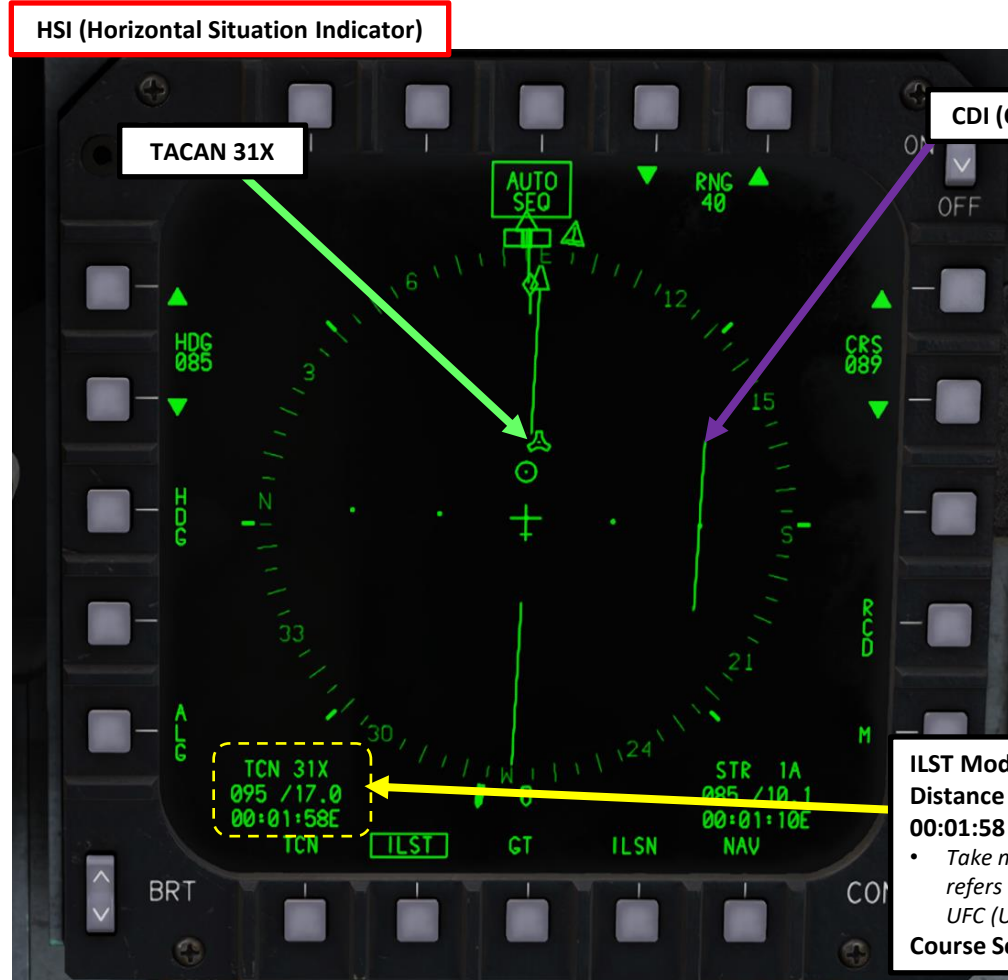 HSI (Horizontal Situation Indicator)
TACAN 31X
CDI (
ON
OFF
AUTO
SEQ
RNG
40
E
6
12
HDG
085
CRS
089
3
15
HDG
N
S
33
RCD
21
ALG
30
24
M
W
TCN 31X
095 /17.0
00:01:58E
STR 1A
085 /10.1
00:01:10E
TCN
ILST
GT
ILSN
NAV
BRT
ILST Mod
Distance
00:01:58
• Take n
refers
UFC (U
Course Se